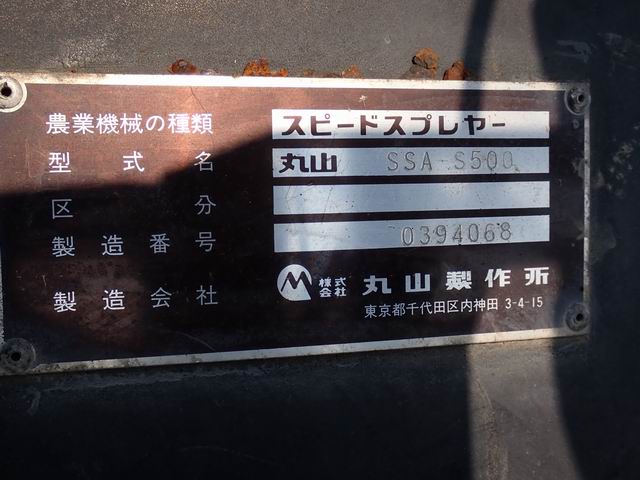 農業機械の種類 スピードスプレヤー
型式名 丸山 SSA-S500
区分
製造番号 0394068
製造会社 株式会社 丸山製作所
東京都千代田区内神田 3-4-15